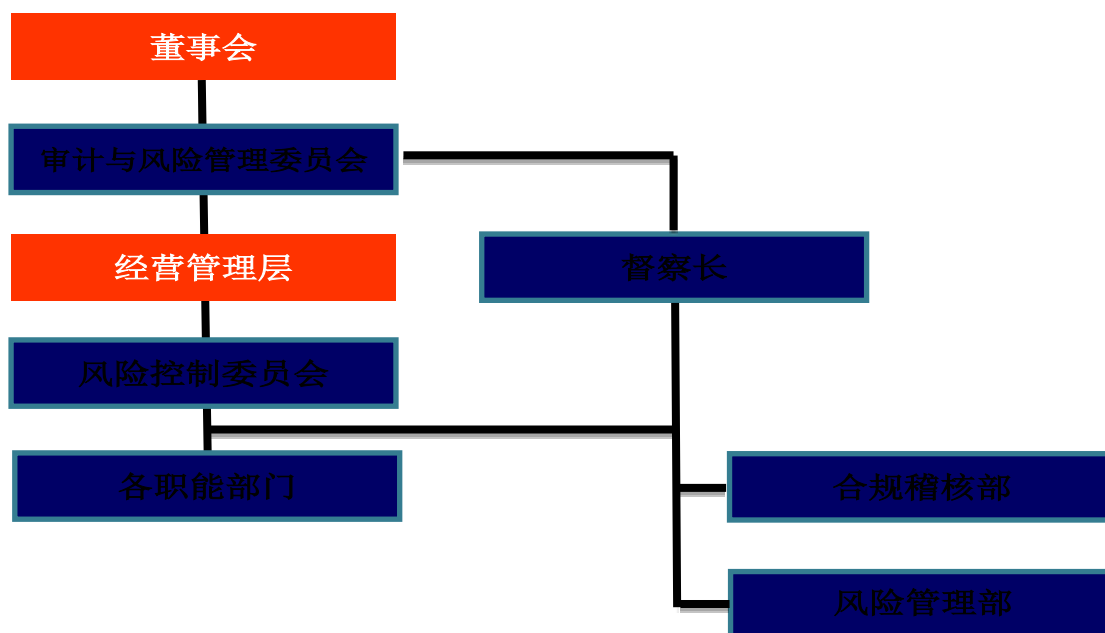 董事会
审计与风险管理委员会
经营管理层
督察长
风险控制委员会
各职能部门
合规稽核部
风险管理部